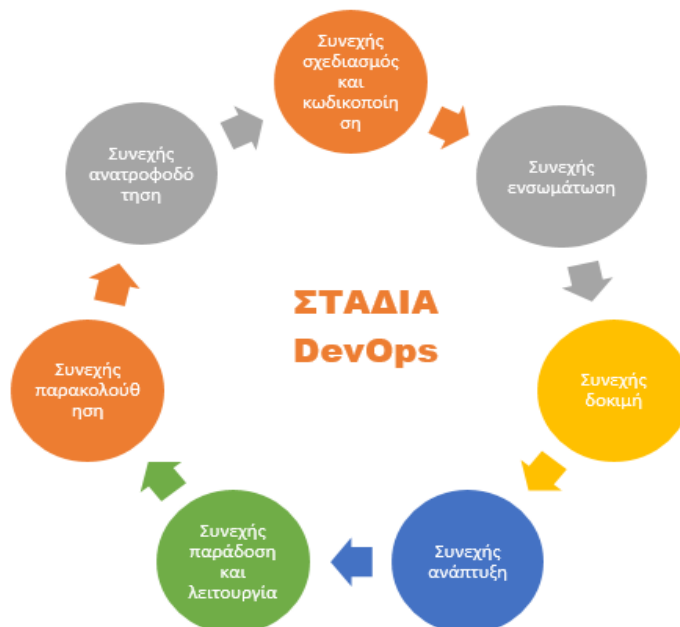 Συνεχής
σχεδιασμός
και
κωδικοποίη
ση
Συνεχής
ενσωμάτωση
Συνεχής
δοκιμή
Συνεχής
ανάπτυξη
Συνεχής
παράδοση
και
λειτουργία
Συνεχής
παρακολούθ
ηση
Συνεχής
ανατροφοδό
τηση
ΣΤΑΔΙΑ
DevOps